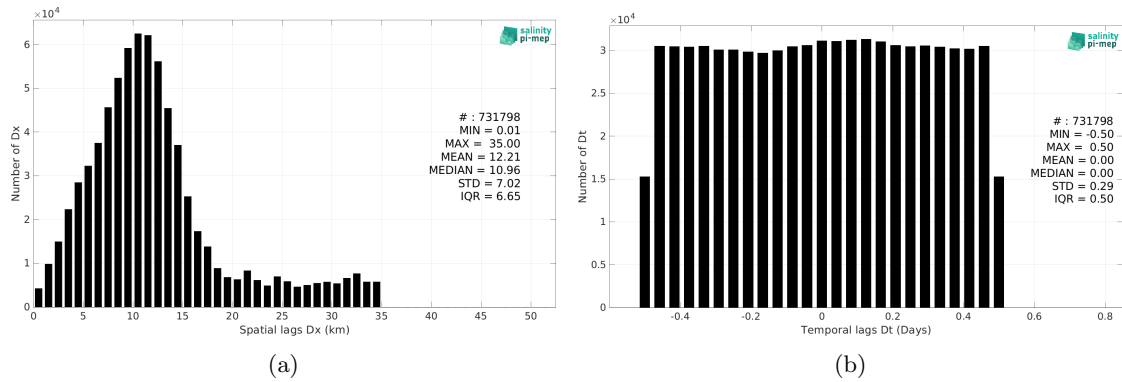 ×10⁴
6
5
4
3
2
1
0
Number of Dx
0 5 10 15 20 25 30 35 40 45 50
Spatial lags Dx (km)
salinity
pi-mep
# : 731798
MIN = 0.01
MAX = 35.00
MEAN = 12.21
MEDIAN = 10.96
STD = 7.02
IQR = 6.65
(a)
×10⁴
3
2.5
2
1.5
1
0.5
0
Number of Dt
-0.4 -0.2 0 0.2 0.4 0.6 0.8
Temporal lags Dt (Days)
salinity
pi-mep
# : 731798
MIN = -0.50
MAX = 0.50
MEAN = 0.00
MEDIAN = 0.00
STD = 0.29
IQR = 0.50
(b)